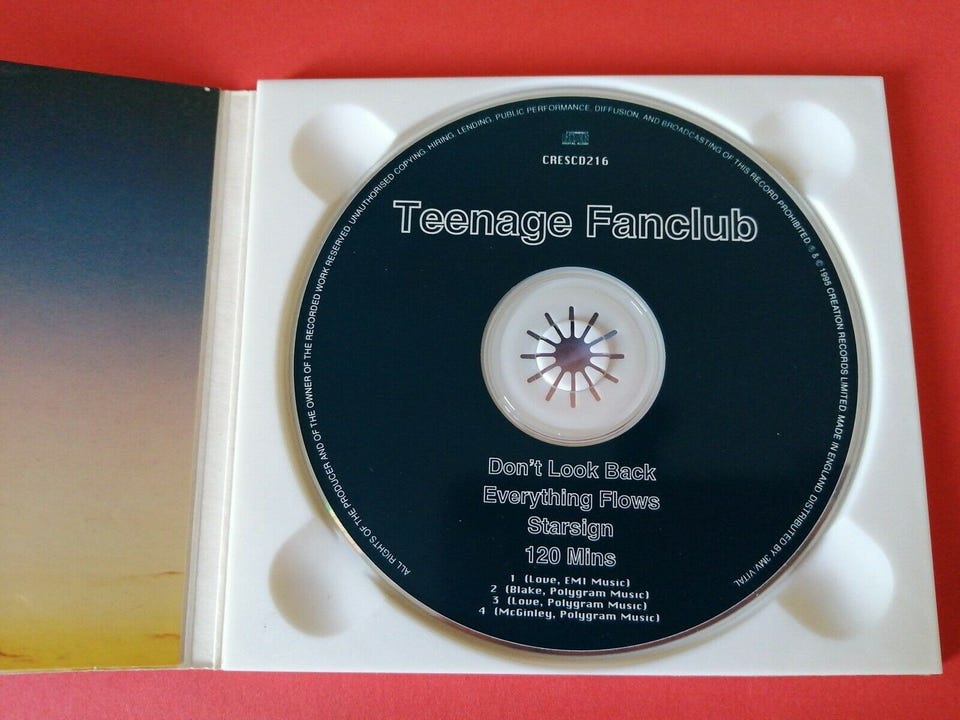 ALL RIGHTS OF THE PRODUCER AND OF THE OWNER OF THE RECORDED WORK RESERVED UNAUTHORISED COPYING, HIRING, LENDING, PUBLIC PERFORMANCE, DIFFUSION, AND BROADCASTING OF THIS RECORD PROHIBITED. ℗ & © 1995 CREATION RECORDS LIMITED. MADE IN ENGLAND DISTRIBUTED BY 3MV-VITAL
CRESCD216
Teenage Fanclub
Don't Look Back
Everything Flows
Starsign
120 Mins
1 (Love, EMI Music)
2 (Blake, Polygram Music)
3 (Love, Polygram Music)
4 (McGinley, Polygram Music)